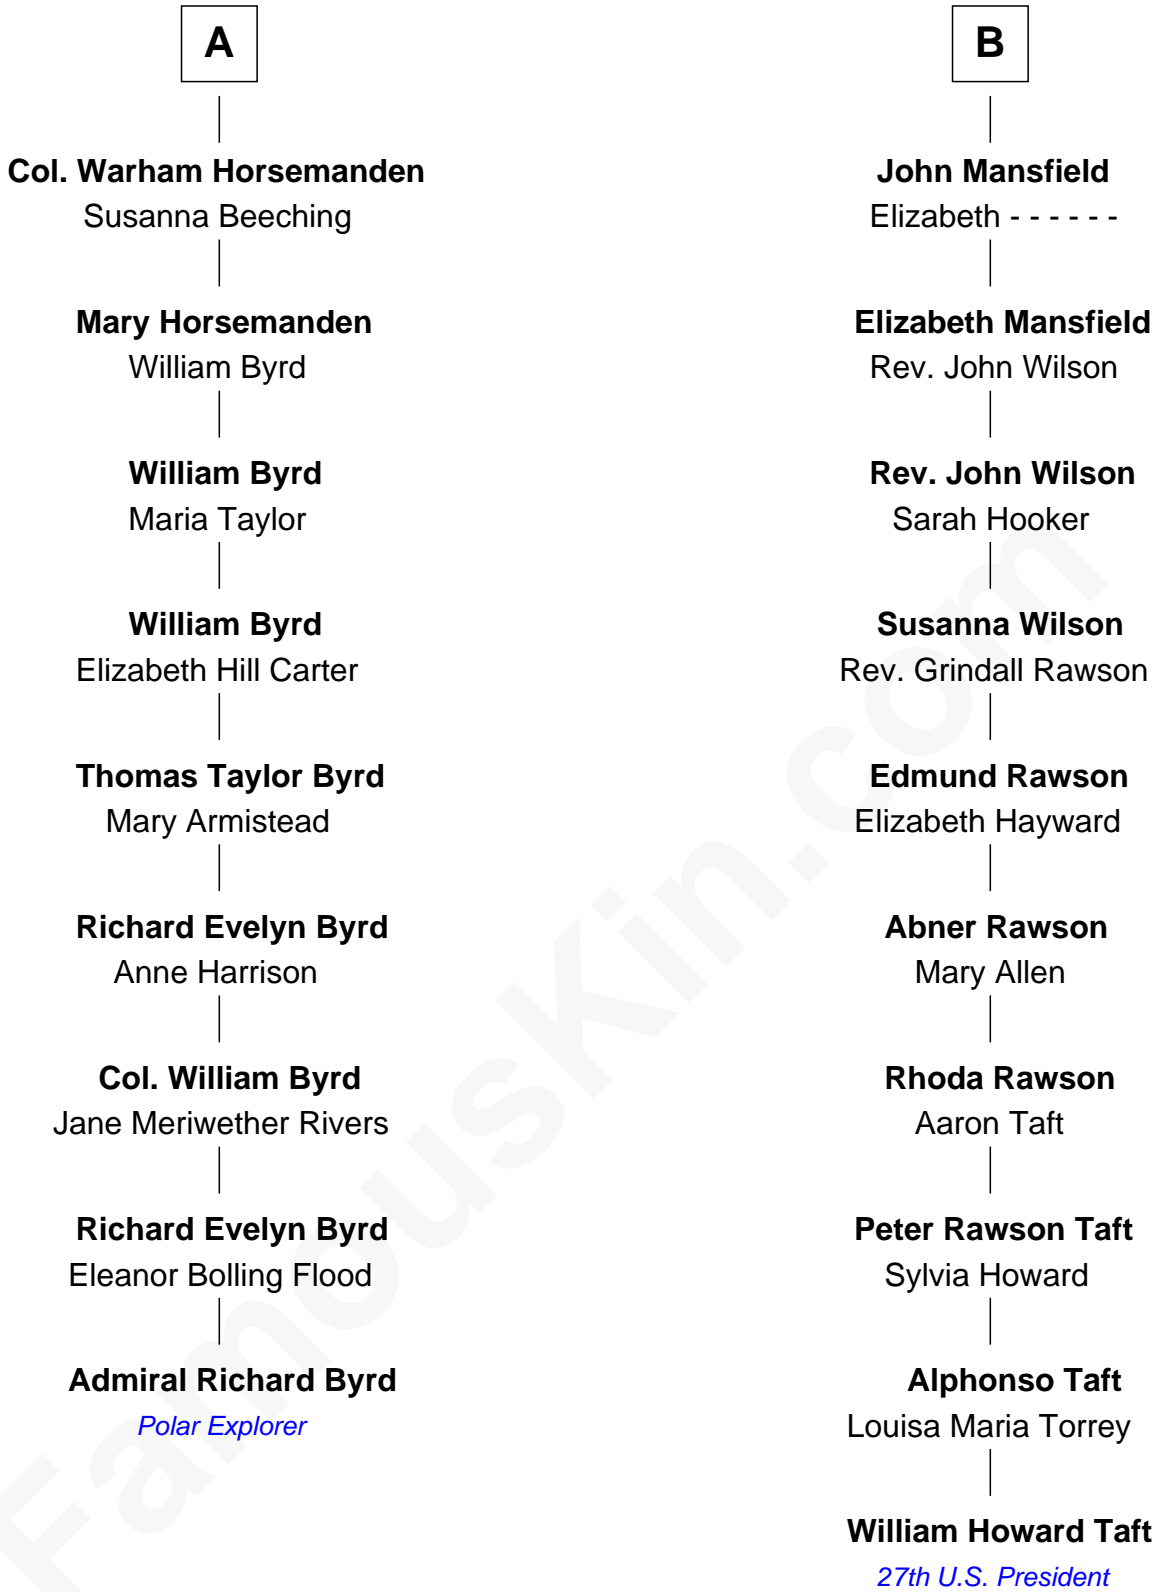 A
Col. Warham Horsemanden
Susanna Beeching
Mary Horsemanden
William Byrd
William Byrd
Maria Taylor
William Byrd
Elizabeth Hill Carter
Thomas Taylor Byrd
Mary Armistead
Richard Evelyn Byrd
Anne Harrison
Col. William Byrd
Jane Meriwether Rivers
Richard Evelyn Byrd
Eleanor Bolling Flood
Admiral Richard Byrd
Polar Explorer
B
John Mansfield
Elizabeth - - - - - -
Elizabeth Mansfield
Rev. John Wilson
Rev. John Wilson
Sarah Hooker
Susanna Wilson
Rev. Grindall Rawson
Edmund Rawson
Elizabeth Hayward
Abner Rawson
Mary Allen
Rhoda Rawson
Aaron Taft
Peter Rawson Taft
Sylvia Howard
Alphonso Taft
Louisa Maria Torrey
William Howard Taft
27th U.S. President
FamousKin.com